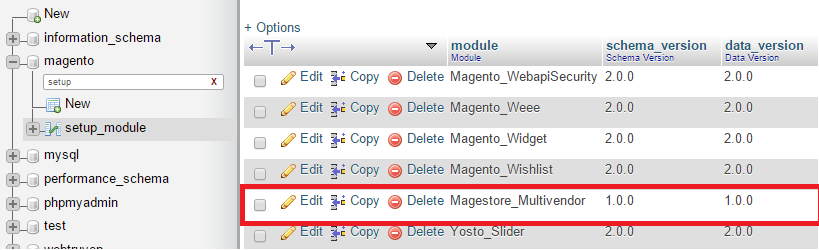 New
information_schema
magento
setup X
New
setup_module
mysql
performance_schema
phpmyadmin
test
+ Options
module schema_version data_version
Module Schema Version Data Version
Edit Copy Delete Magento_WebapiSecurity 2.0.0 2.0.0
Edit Copy Delete Magento_Weee 2.0.0 2.0.0
Edit Copy Delete Magento_Widget 2.0.0 2.0.0
Edit Copy Delete Magento_Wishlist 2.0.0 2.0.0
Edit Copy Delete Magestore_Multivendor 1.0.0 1.0.0
Edit Copy Delete Yosto_Slider 2.0.0 2.0.0